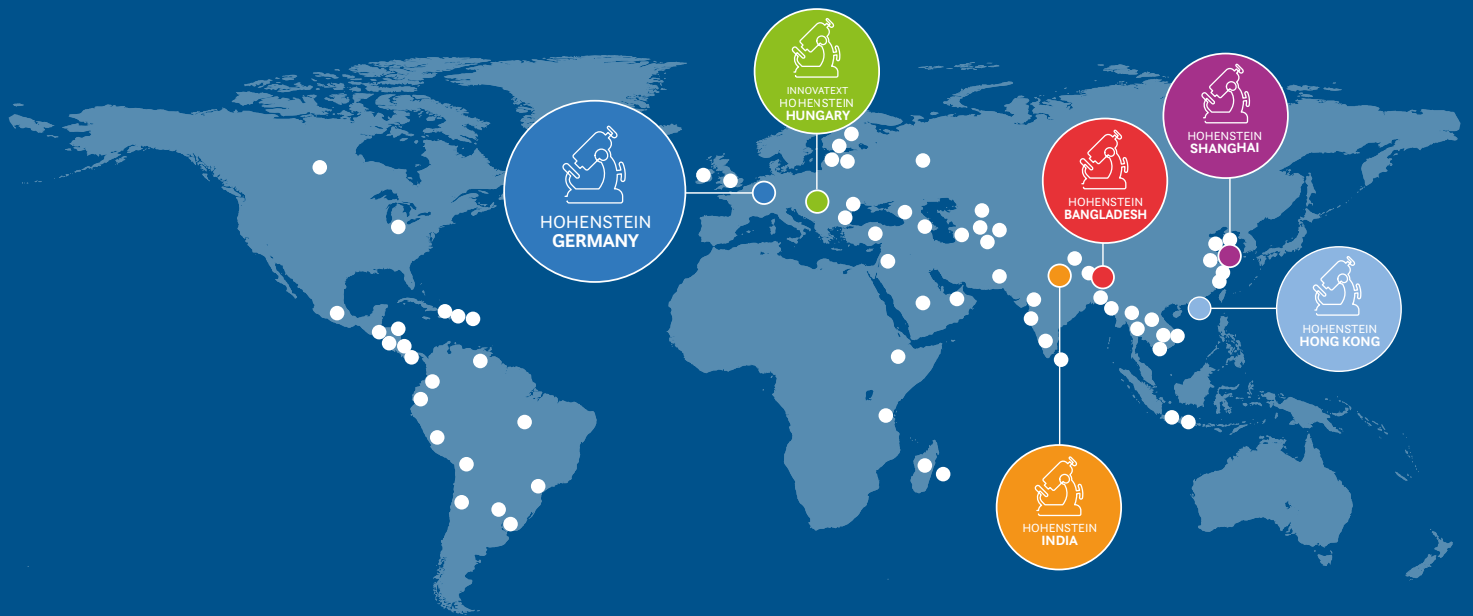 INNOVATEXT
HOHENSTEIN
HUNGARY
HOHENSTEIN
SHANGHAI
HOHENSTEIN
BANGLADESH
HOHENSTEIN
GERMANY
HOHENSTEIN
HONG KONG
HOHENSTEIN
INDIA